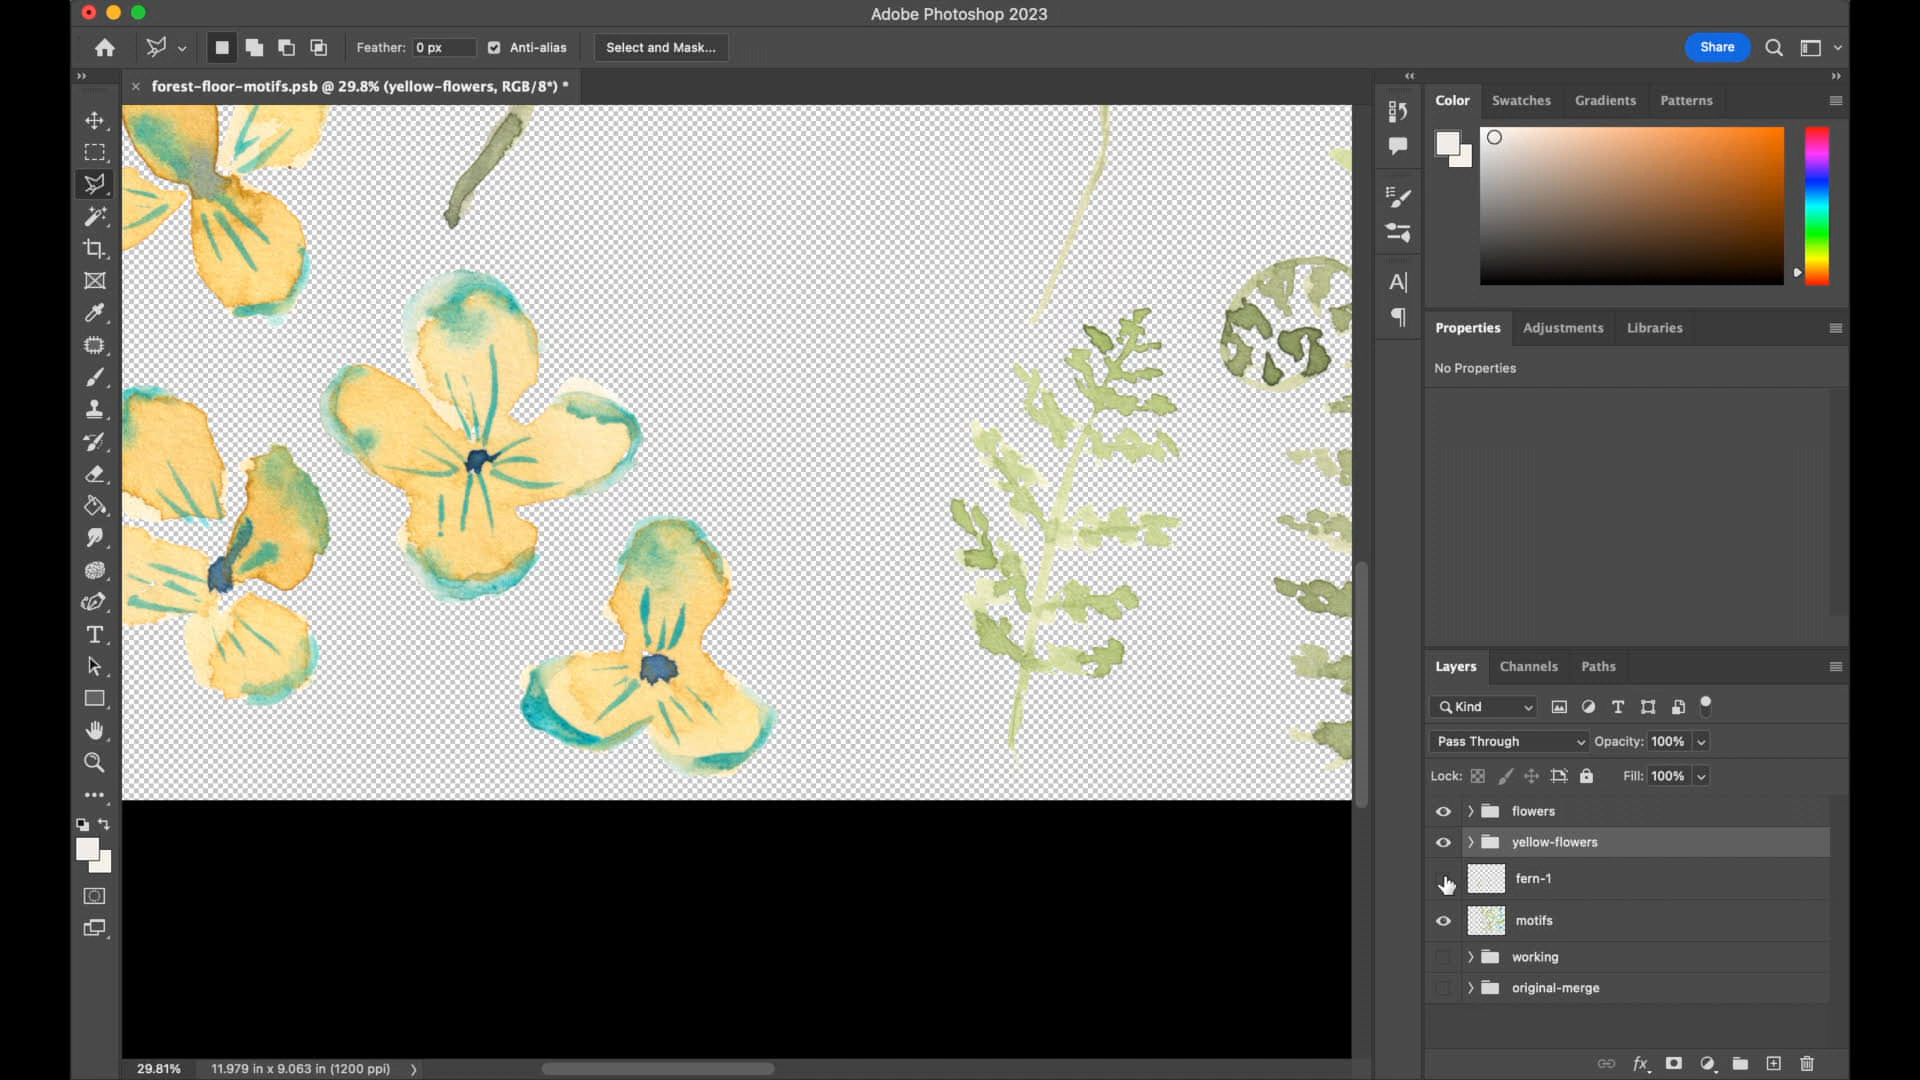 Adobe Photoshop 2023
Feather: 0 px Anti-alias Select and Mask... Share
forest-floor-motifs.psb @ 29.8% (yellow-flowers, RGB/8*) *
Color Swatches Gradients Patterns
Properties Adjustments Libraries
No Properties
Layers Channels Paths
Kind
Pass Through Opacity: 100%
Lock: Fill: 100%
flowers
yellow-flowers
fern-1
motifs
working
original-merge
29.81% 11.979 in x 9.063 in (1200 ppi)